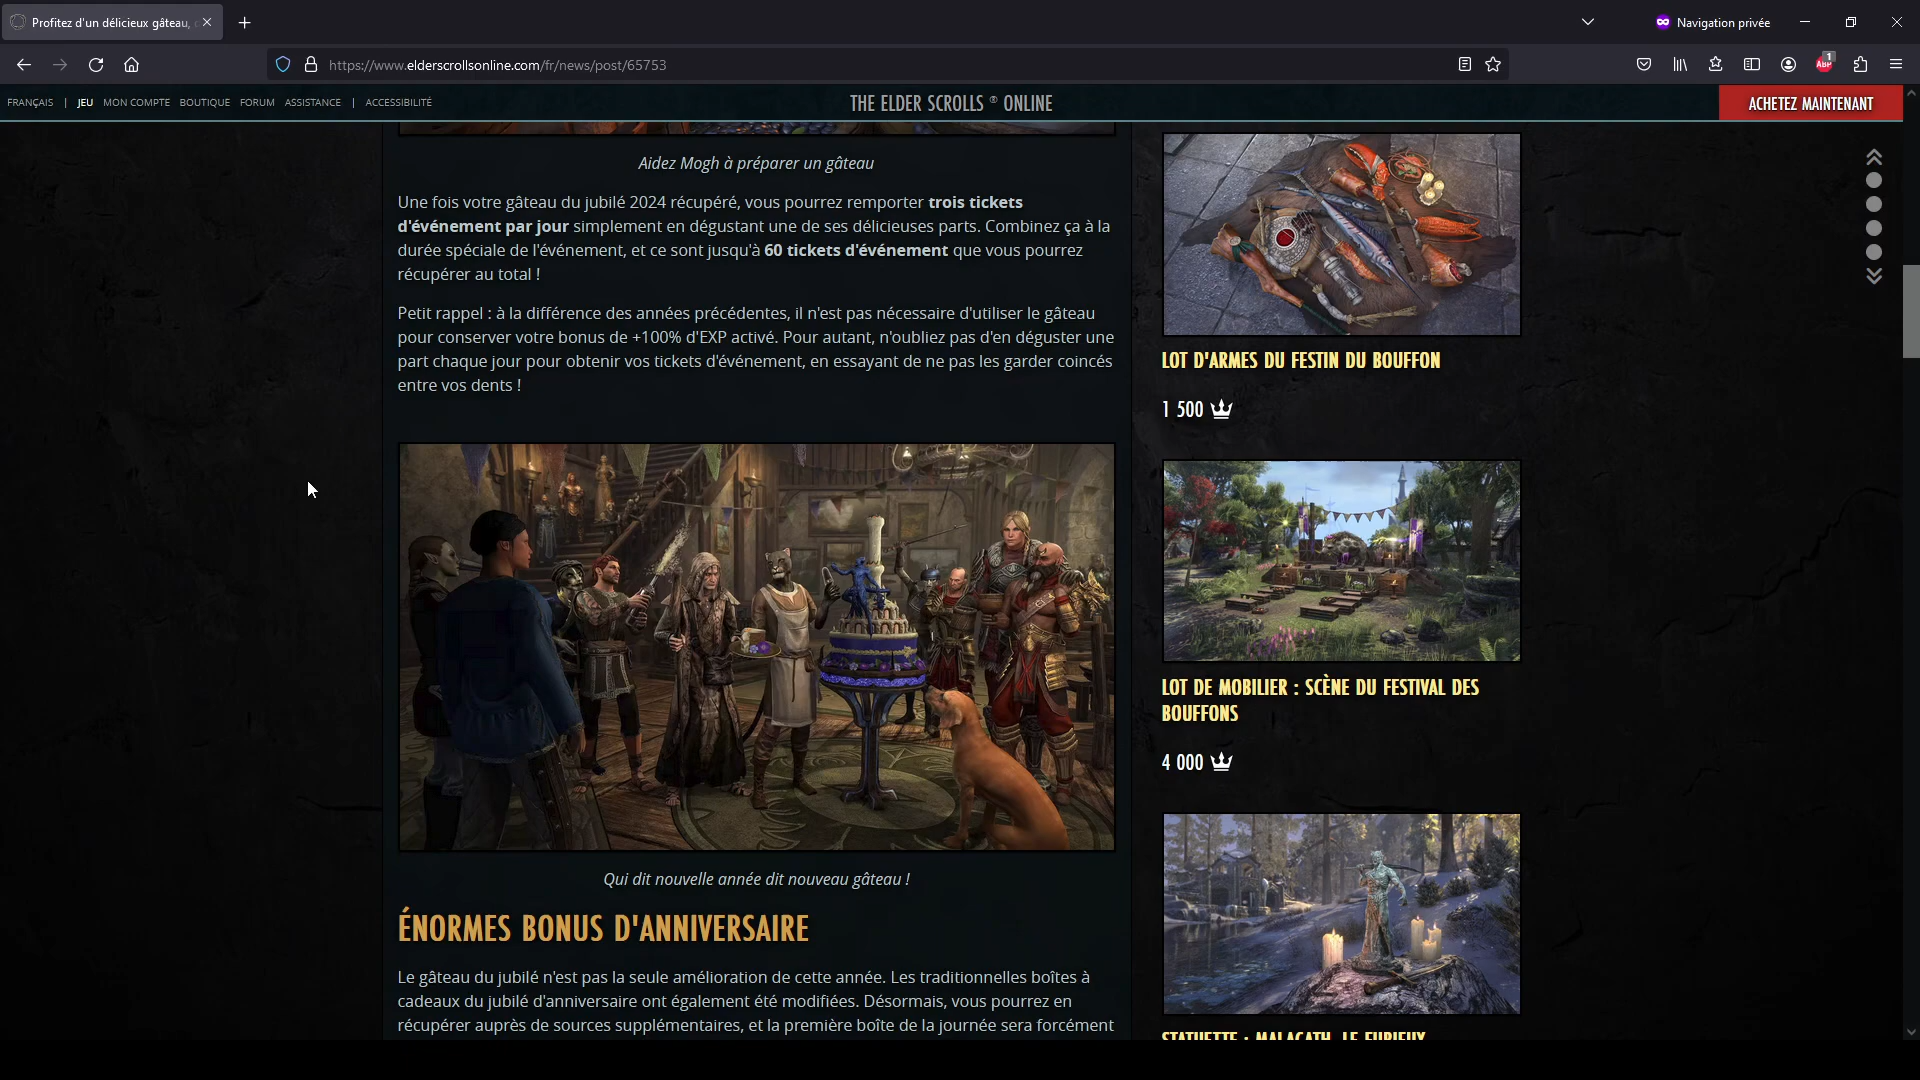 Profitez d'un délicieux gâteau,
Navigation privée
https://www.elderscrollsonline.com/fr/news/post/65753
1
ABP
FRANÇAIS | JEU MON COMPTE BOUTIQUE FORUM ASSISTANCE | ACCESSIBILITÉ
THE ELDER SCROLLS ® ONLINE
ACHETEZ MAINTENANT
Aidez Mogh à préparer un gâteau
Une fois votre gâteau du jubilé 2024 récupéré, vous pourrez remporter trois tickets
d'événement par jour simplement en dégustant une de ses délicieuses parts. Combinez ça à la
durée spéciale de l'événement, et ce sont jusqu'à 60 tickets d'événement que vous pourrez
récupérer au total !
Petit rappel : à la différence des années précédentes, il n'est pas nécessaire d'utiliser le gâteau
pour conserver votre bonus de +100% d'EXP activé. Pour autant, n'oubliez pas d'en déguster une
part chaque jour pour obtenir vos tickets d'événement, en essayant de ne pas les garder coincés
entre vos dents !
Qui dit nouvelle année dit nouveau gâteau !
ÉNORMES BONUS D'ANNIVERSAIRE
Le gâteau du jubilé n'est pas la seule amélioration de cette année. Les traditionnelles boîtes à
cadeaux du jubilé d'anniversaire ont également été modifiées. Désormais, vous pourrez en
récupérer auprès de sources supplémentaires, et la première boîte de la journée sera forcément
LOT D'ARMES DU FESTIN DU BOUFFON
1 500
LOT DE MOBILIER : SCÈNE DU FESTIVAL DES
BOUFFONS
4 000
STATUETTE : MALACATH, LE FURIEUX